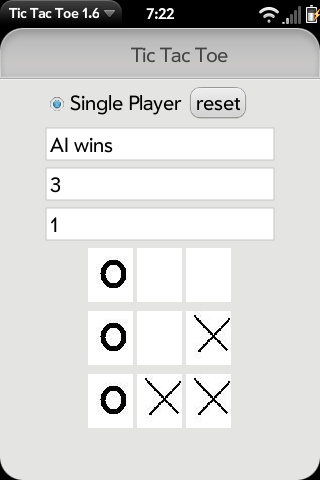 Tic Tac Toe 1.6 7:22
Tic Tac Toe
Single Player reset
AI wins
3
1
O
O X
O X X